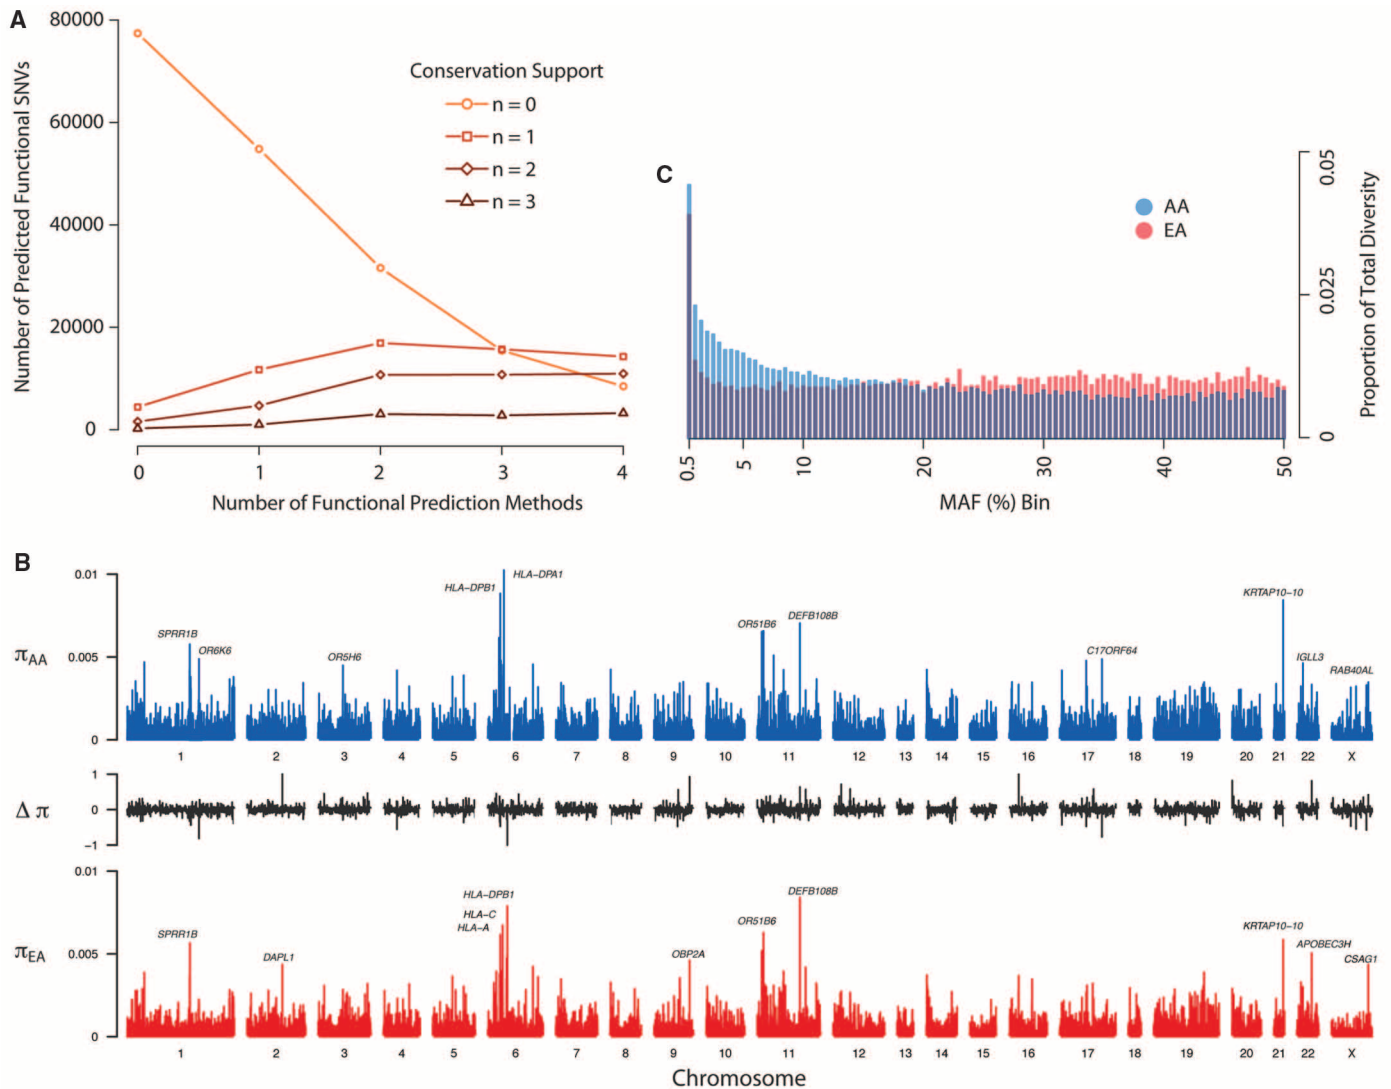 A
80000
60000
40000
20000
0
Number of Predicted Functional SNVs
Conservation Support
n = 0
n = 1
n = 2
n = 3
0 1 2 3 4
Number of Functional Prediction Methods
C
AA
EA
0.05
0.025
0
Proportion of Total Diversity
0.5 5 10 20 30 40 50
MAF (%) Bin
B
πAA
0.01
0.005
0
SPRR1B
OR6K6
OR5H6
HLA−DPB1
HLA−DPA1
OR51B6
DEFB108B
C17ORF64
KRTAP10−10
IGLL3
RAB40AL
1 2 3 4 5 6 7 8 9 10 11 12 13 14 15 16 17 18 19 20 21 22 X
Δ π
1
0
−1
πEA
0.01
0.005
0
SPRR1B
DAPL1
HLA−DPB1
HLA−C
HLA−A
OBP2A
OR51B6
DEFB108B
KRTAP10−10
APOBEC3H
CSAG1
1 2 3 4 5 6 7 8 9 10 11 12 13 14 15 16 17 18 19 20 21 22 X
Chromosome